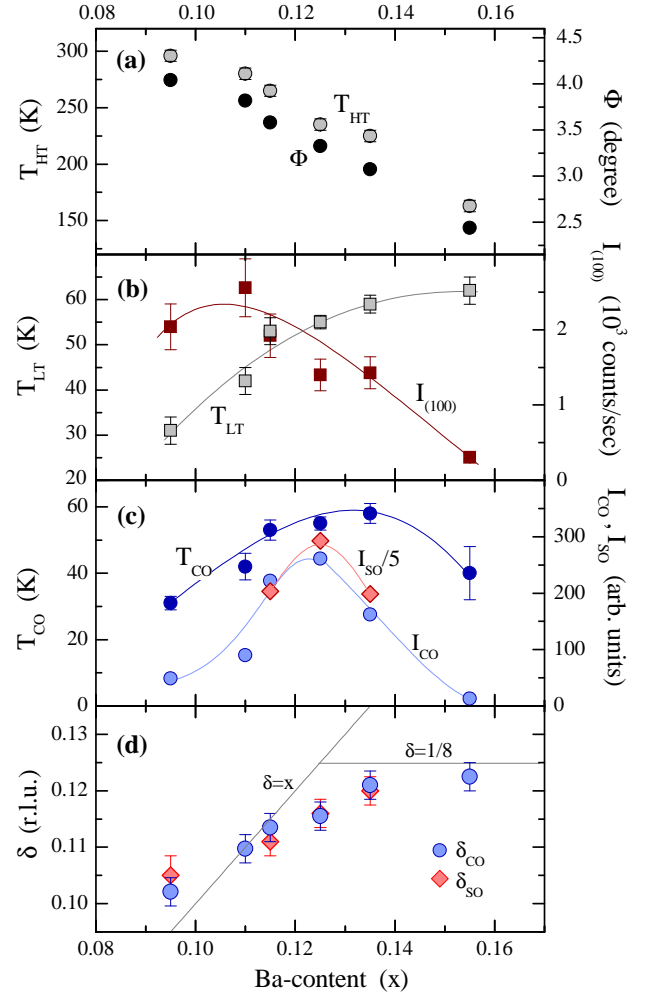 0.08 0.10 0.12 0.14 0.16
(a)
300
275
250
225
200
175
150
T_HT (K)
T_HT
Φ
4.5
4.0
3.5
3.0
2.5
Φ (degree)
(b)
60
50
40
30
20
T_LT (K)
T_LT
I_(100)
2
1
0
I_(100) (10^3 counts/sec)
(c)
60
40
20
0
T_CO (K)
T_CO
I_SO/5
I_CO
300
200
100
0
I_CO, I_SO (arb. units)
(d)
0.13
0.12
0.11
0.10
δ (r.l.u.)
δ=x
δ=1/8
δ_CO
δ_SO
0.08 0.10 0.12 0.14 0.16
Ba-content (x)